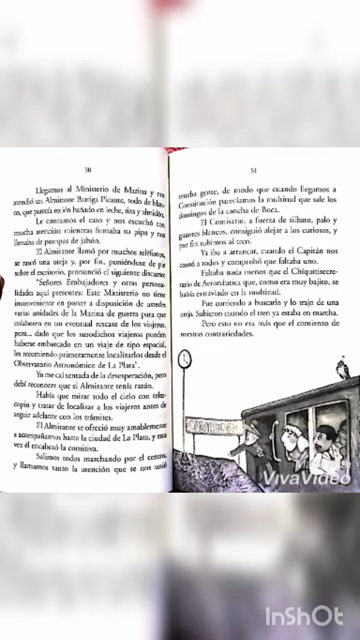 50
Llegamos al Ministerio de Marina y nos
atendió un Almirante Barriga Picante, todo de blan-
co, que parecía recién bañado en leche, tiza y almidón.
Le contamos el caso y nos escuchó con
mucha atención mientras fumaba su pipa y nos
llenaba de pompas de jabón.
El Almirante llamó por muchos teléfonos,
se rascó una oreja y, por fin, poniéndose de pie
sobre el escritorio, pronunció el siguiente discurso:
"Señores Embajadores y otras perso-
lidades aquí presentes: Este Ministerio no tiene
inconveniente en poner a disposición de ustedes
varias unidades de la Marina de guerra para que
colaboren en un eventual rescate de los viajeros,
pero... dado que los susodichos viajeros pueden
haberse embarcado en un viaje de tipo espacial,
les recomiendo primeramente localizarlos desde el
Observatorio Astronómico de La Plata".
Yo me caí sentada de la desesperación, pero
debí reconocer que el Almirante tenía razón.
Había que mirar todo el cielo con teles-
copio y tratar de localizar a los viajeros antes de
seguir adelante con los trámites.
El Almirante se ofreció muy amablemente
a acompañarnos hasta la ciudad de La Plata, y esta
vez él encabezó la comitiva.
Salimos todos marchando por el centro,
y llamamos tanto la atención que se nos unió
51
mucha gente, de modo que cuando llegamos a
Constitución parecíamos la multitud que sale los
domingos de la cancha de Boca.
El Comisario, a fuerza de silbato, palo y
guantes blancos, consiguió alejar a los curiosos, y
por fin subimos al tren.
Ya iba a arrancar, cuando el Capitán nos
contó a todos y comprobó que faltaba uno.
Faltaba nada menos que el Chiquitisecre-
tario de Aeronáutica que, como era muy bajito, se
había extraviado en la multitud.
Fue corriendo a buscarlo y lo trajo de una
oreja. Subieron cuando el tren ya estaba en marcha.
Pero esto no era más que el comienzo de
nuestras contrariedades.
VivaVideo
InShOt